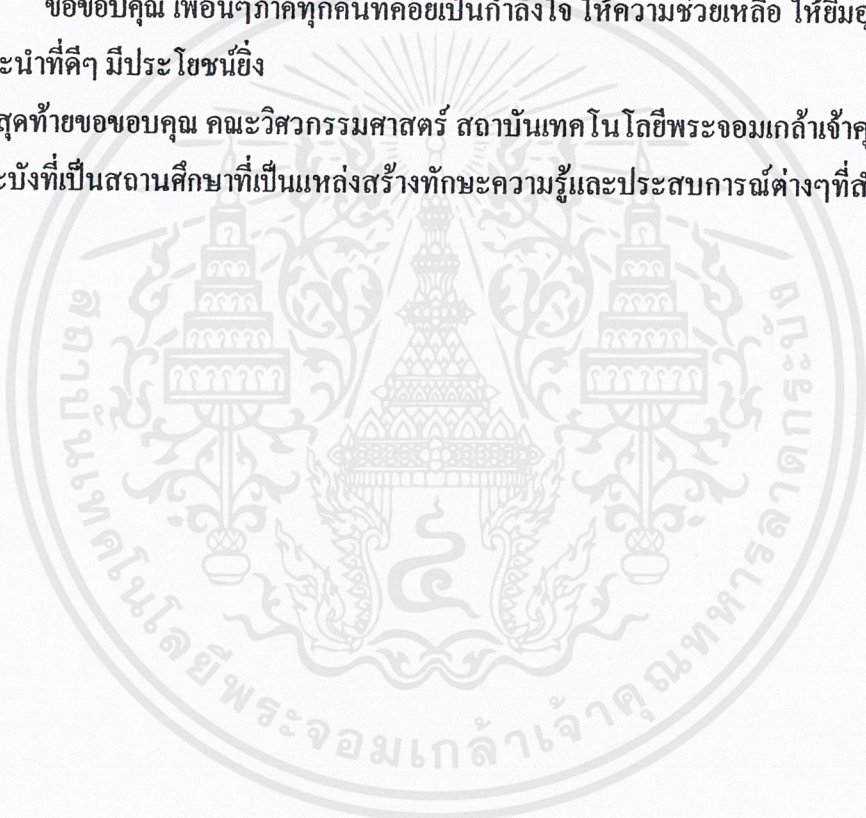 ขอขอบคุณ เพื่อนๆภาคทุกคนที่คอยเป็นกำลังใจ ให้ความช่วยเหลือ ให้ยืม
ะนำที่ดีๆ มีประโยชน์ยิ่ง
สุดท้ายขอขอบคุณ คณะวิศวกรรมศาสตร์ สถาบันเทคโนโลยีพระจอมเกล้าเจ้าคุ
ะบังที่เป็นสถานศึกษาที่เป็นแหล่งสร้างทักษะความรู้และประสบการณ์ต่างๆที่
สถาบันเทคโนโลยีพระจอมเกล้าเจ้าคุณทหารลาดกระบัง
๔